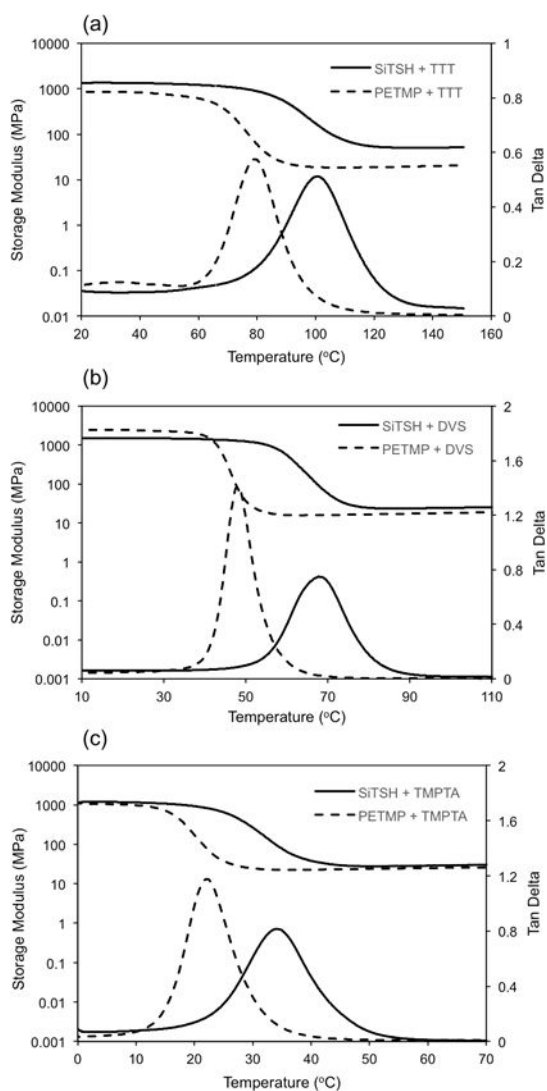 (a)
10000
1000
100
10
1
0.1
0.01
1
0.8
0.6
0.4
0.2
0
SiTSH + TTT
PETMP + TTT
Storage Modulus (MPa)
Tan Delta
20 40 60 80 100 120 140 160
Temperature (°C)
(b)
10000
1000
100
10
1
0.1
0.01
0.001
2
1.6
1.2
0.8
0.4
0
SiTSH + DVS
PETMP + DVS
Storage Modulus (MPa)
Tan Delta
10 30 50 70 90 110
Temperature (°C)
(c)
10000
1000
100
10
1
0.1
0.01
0.001
2
1.6
1.2
0.8
0.4
0
SiTSH + TMPTA
PETMP + TMPTA
Storage Modulus (MPa)
Tan Delta
0 10 20 30 40 50 60 70
Temperature (°C)